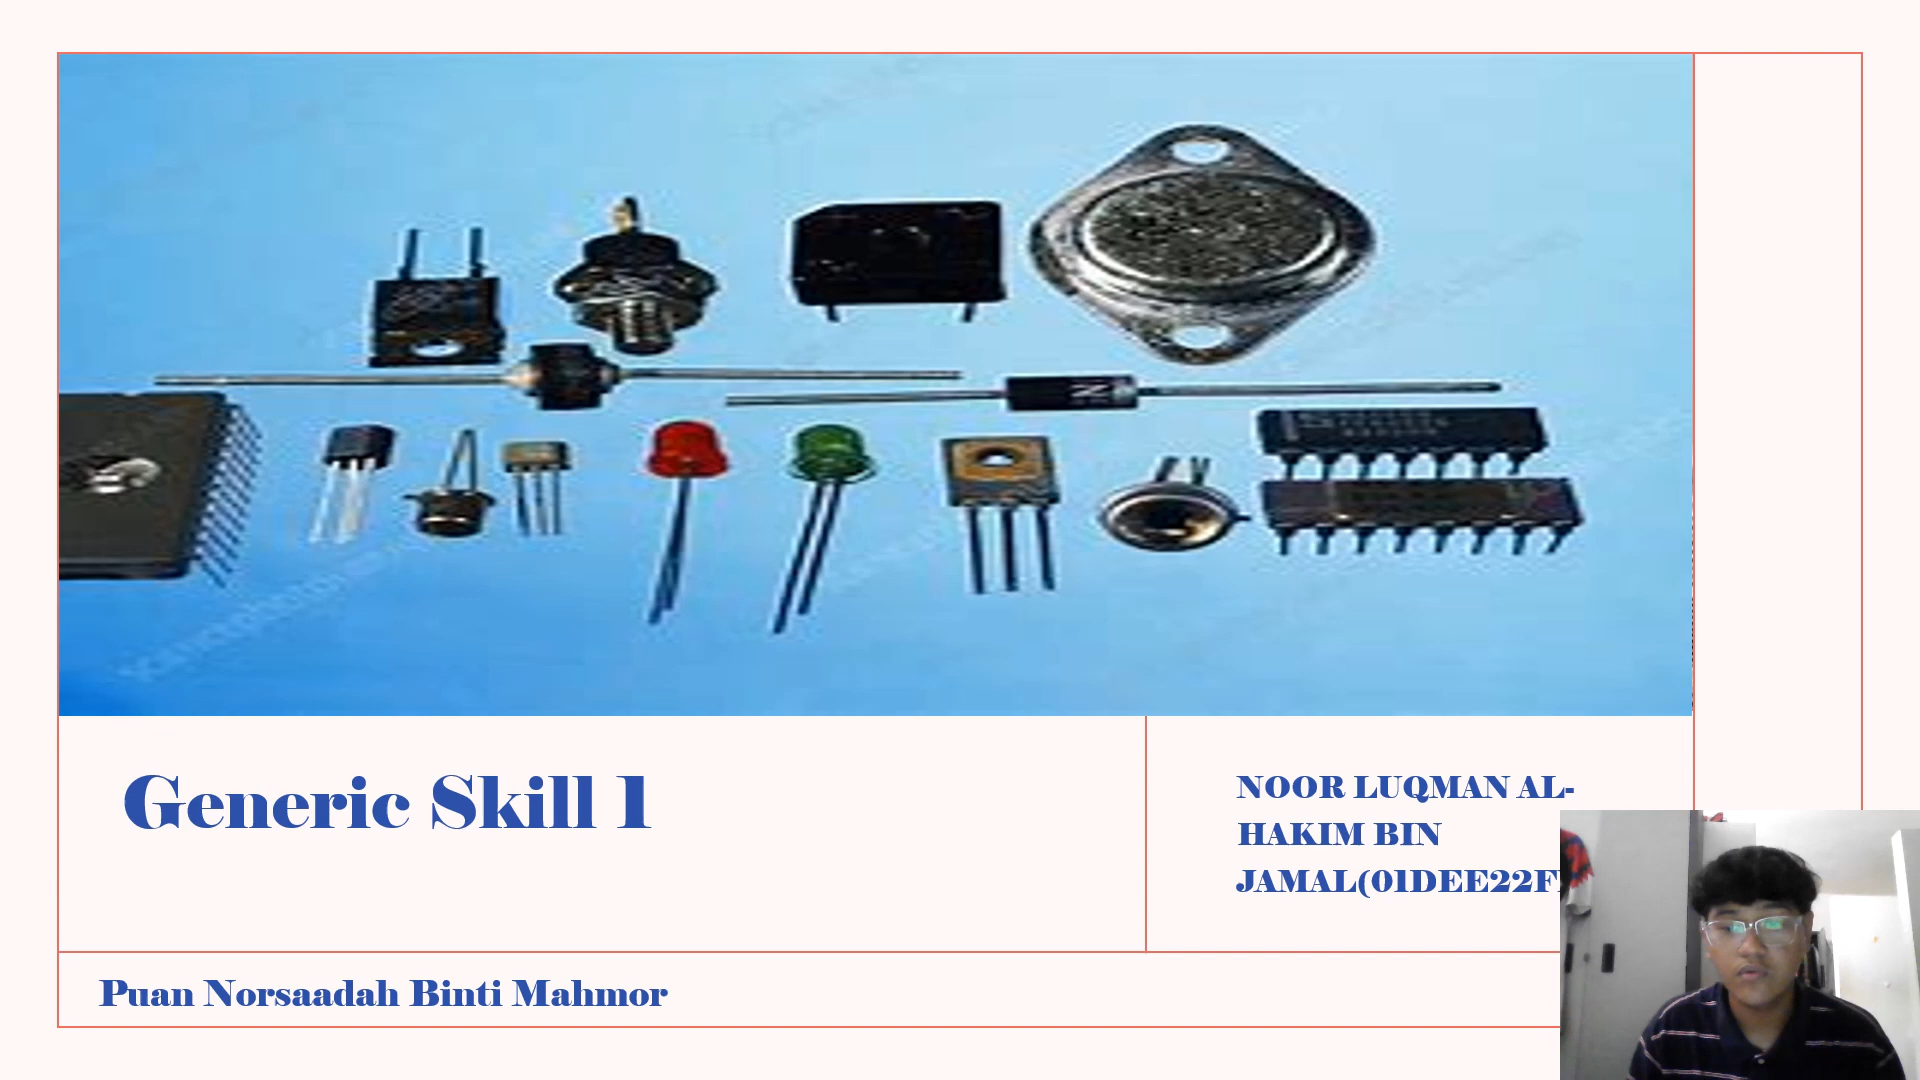 Generic Skill 1
NOOR LUQMAN AL-
HAKIM BIN
JAMAL(01DEE22F
Puan Norsaadah Binti Mahmor